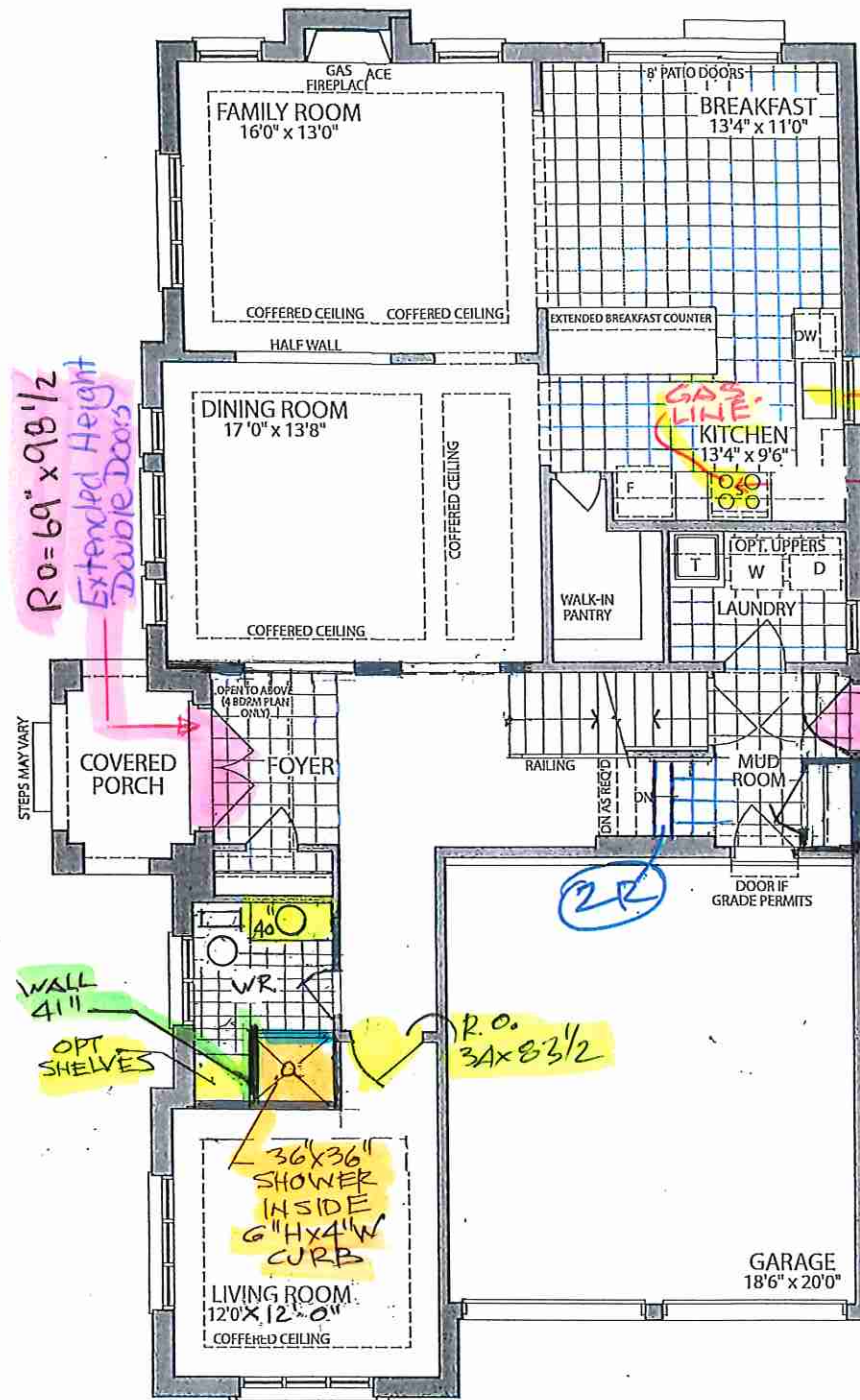 GAS
FIREPLACE
FAMILY ROOM
16'0" x 13'0"
COFFERED CEILING
COFFERED CEILING
8' PATIO DOORS
BREAKFAST
13'4" x 11'0"
EXTENDED BREAKFAST COUNTER
DW
HALF WALL
RO=69" x 98 1/2
Extended Height
Double Doors
DINING ROOM
17'0" x 13'8"
COFFERED CEILING
COFFERED CEILING
GAS
LINE.
KITCHEN
13'4" x 9'6"
F
S
T
OPT. UPPERS
W
D
LAUNDRY
WALK-IN
PANTRY
STEPS MAY VARY
COVERED
PORCH
OPEN TO ABOVE
(4 BDRM PLAN
ONLY)
FOYER
RAILING
DN AS REQ'D
DN
MUD
ROOM
2R
DOOR IF
GRADE PERMITS
40"
W.R.
WALL
41"
OPT
SHELVES
R.O.
34x83 1/2
36"x36"
SHOWER
INSIDE
6"Hx4"W
CURB
LIVING ROOM
12'0" x 12'-0"
COFFERED CEILING
GARAGE
18'6" x 20'0"